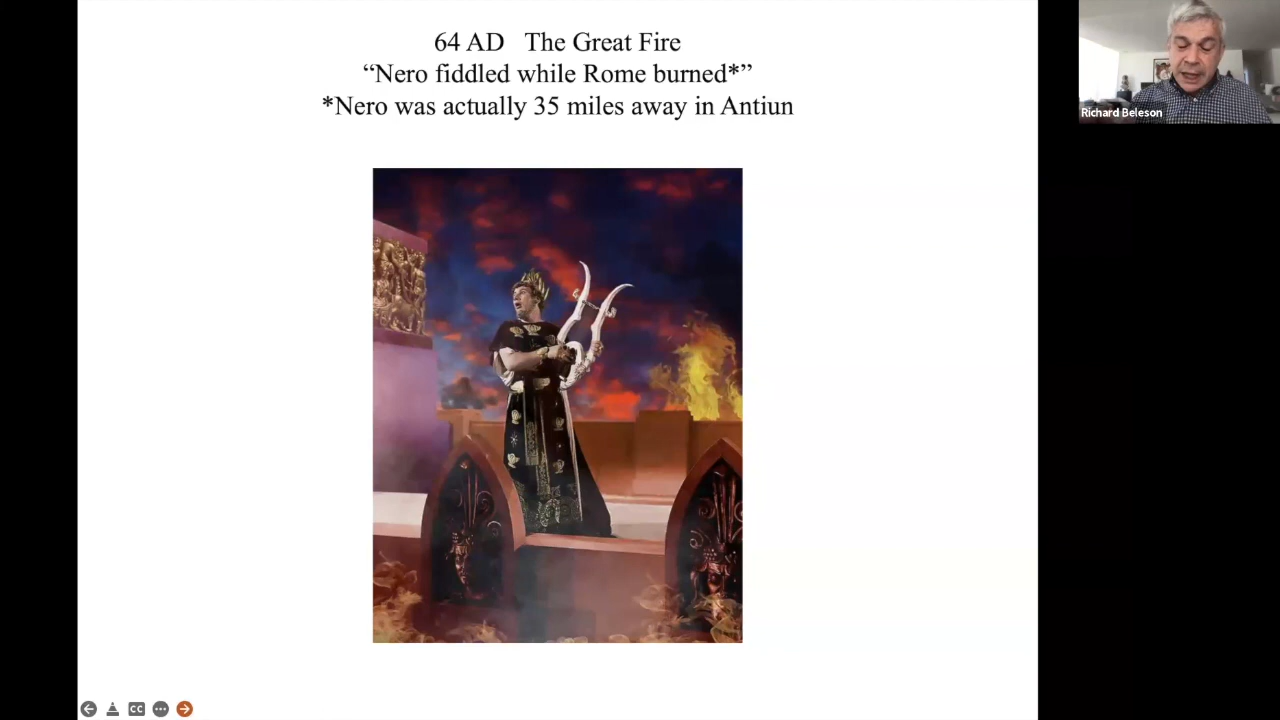 64 AD The Great Fire
“Nero fiddled while Rome burned*”
*Nero was actually 35 miles away in Antiun
Richard Beleson
CC